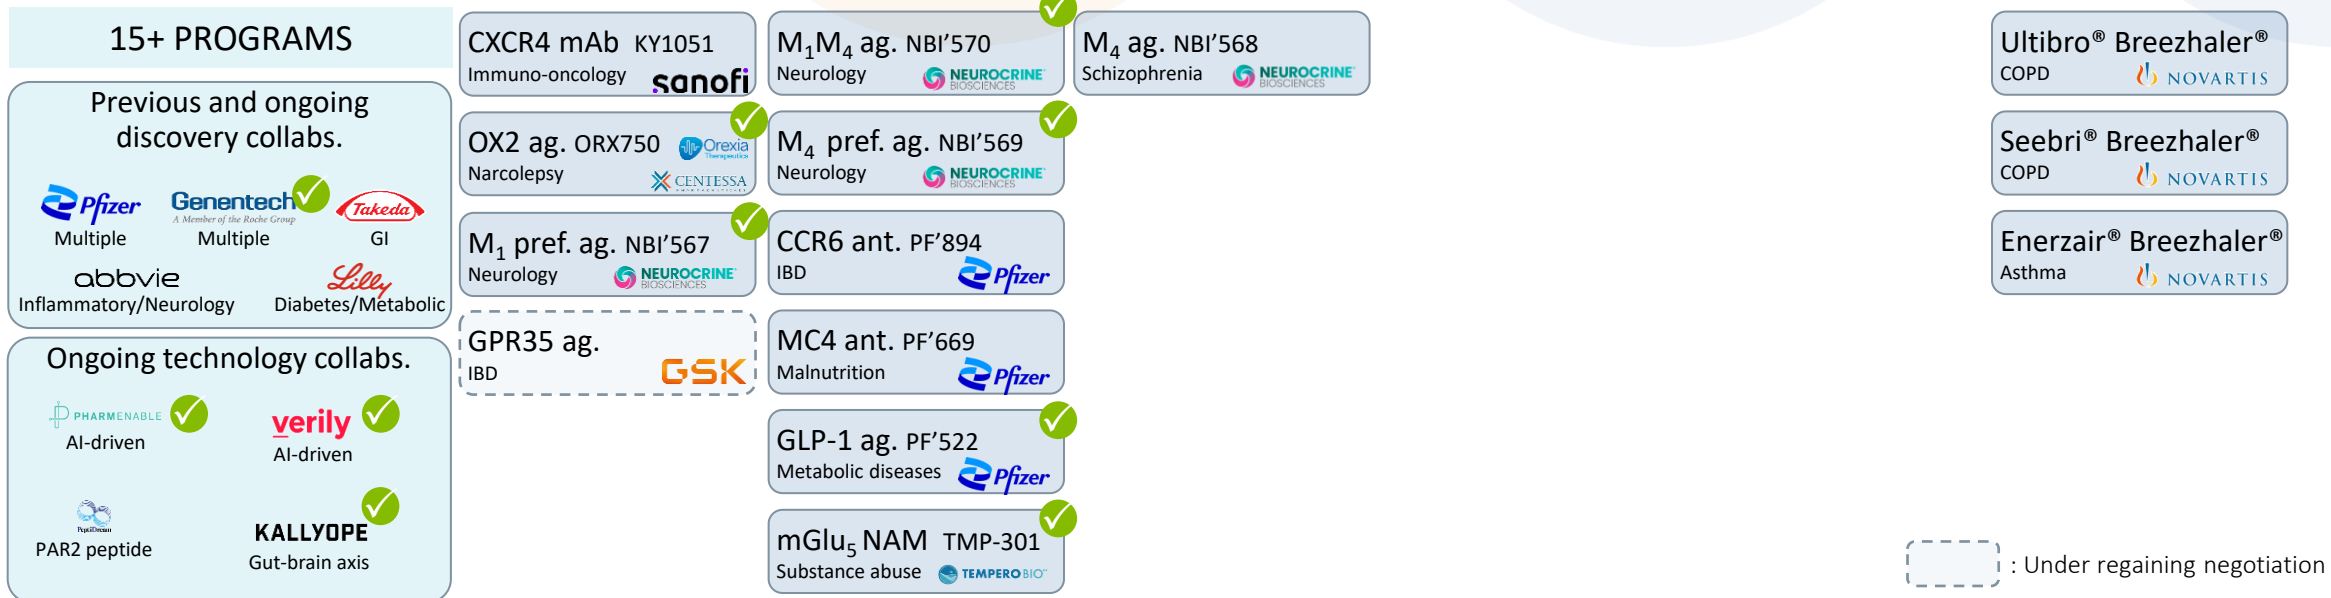 15+ PROGRAMS
Previous and ongoing
discovery collabs.
Pfizer
Multiple
Genentech
A Member of the Roche Group
Multiple
Takeda
GI
abbvie
Inflammatory/Neurology
Lilly
Diabetes/Metabolic
Ongoing technology collabs.
PHARMENABLE
AI-driven
verily
AI-driven
PeptiDream
PAR2 peptide
KALLYOPE
Gut-brain axis
CXCR4 mAb KY1051
Immuno-oncology
sanofi
OX2 ag. ORX750
Orexia
Therapeutics
Narcolepsy
CENTESSA
PHARMACEUTICALS
M₁ pref. ag. NBI’567
Neurology
NEUROCRINE
BIOSCIENCES
GPR35 ag.
IBD
GSK
M₁M₄ ag. NBI’570
Neurology
NEUROCRINE
BIOSCIENCES
M₄ pref. ag. NBI’569
Neurology
NEUROCRINE
BIOSCIENCES
CCR6 ant. PF’894
IBD
Pfizer
MC4 ant. PF’669
Malnutrition
Pfizer
GLP-1 ag. PF’522
Metabolic diseases
Pfizer
mGlu₅ NAM TMP-301
Substance abuse
TEMPERO BIO™
M₄ ag. NBI’568
Schizophrenia
NEUROCRINE
BIOSCIENCES
Ultibro® Breezhaler®
COPD
NOVARTIS
Seebri® Breezhaler®
COPD
NOVARTIS
Enerzair® Breezhaler®
Asthma
NOVARTIS
: Under regaining negotiation